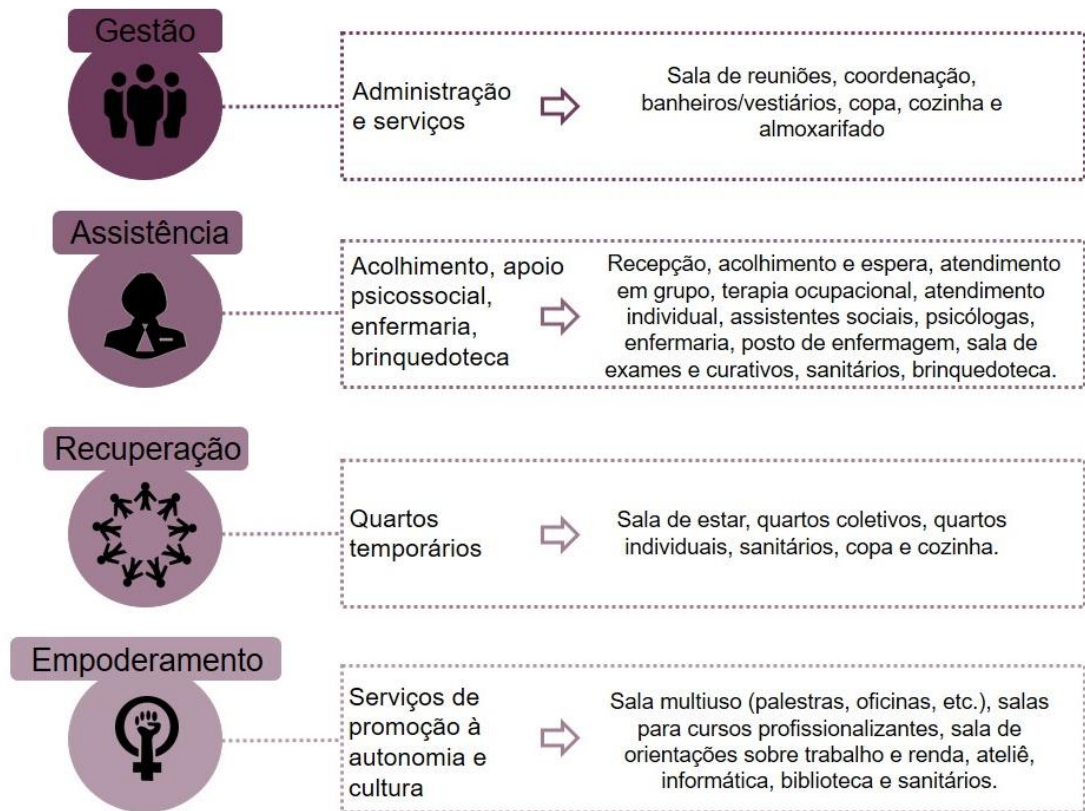 Gestão
Administração
e serviços
Sala de reuniões, coordenação,
banheiros/vestiários, copa, cozinha e
almoxarifado
Assistência
Acolhimento, apoio
psicossocial,
enfermaria,
brinquedoteca
Recepção, acolhimento e espera, atendimento
em grupo, terapia ocupacional, atendimento
individual, assistentes sociais, psicólogas,
enfermaria, posto de enfermagem, sala de
exames e curativos, sanitários, brinquedoteca.
Recuperação
Quartos
temporários
Sala de estar, quartos coletivos, quartos
individuais, sanitários, copa e cozinha.
Empoderamento
Serviços de
promoção à
autonomia e
cultura
Sala multiuso (palestras, oficinas, etc.), salas
para cursos profissionalizantes, sala de
orientações sobre trabalho e renda, ateliê,
informática, biblioteca e sanitários.